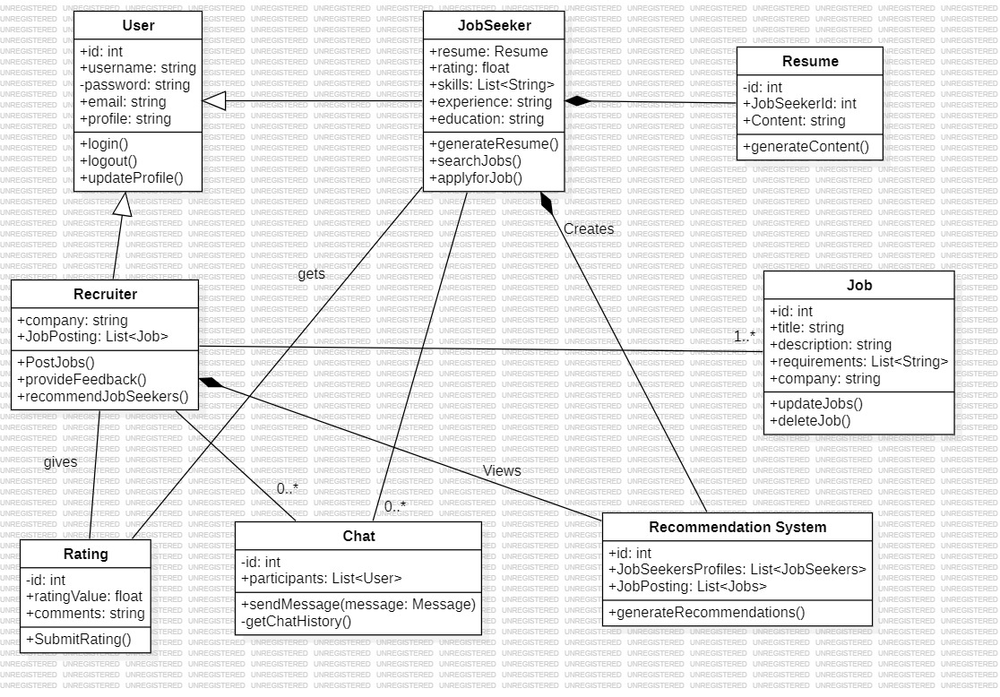 User
+id: int
+username: string
-password: string
+email: string
+profile: string
+login()
+logout()
+updateProfile()
JobSeeker
+resume: Resume
+rating: float
+skills: List<String>
+experience: string
+education: string
+generateResume()
+searchJobs()
+applyforJob()
Resume
-id: int
+JobSeekerId: int
+Content: string
+generateContent()
Creates
gets
Recruiter
+company: string
+JobPosting: List<Job>
+PostJobs()
+provideFeedback()
+recommendJobSeekers()
1..*
Job
+id: int
+title: string
+description: string
+requirements: List<String>
+company: string
+updateJobs()
+deleteJob()
gives
Views
0..*
0..*
Rating
-id: int
+ratingValue: float
+comments: string
+SubmitRating()
Chat
-id: int
+participants: List<User>
+sendMessage(message: Message)
-getChatHistory()
Recommendation System
+id: int
+JobSeekersProfiles: List<JobSeekers>
+JobPosting: List<Jobs>
+generateRecommendations()
UNREGISTERED